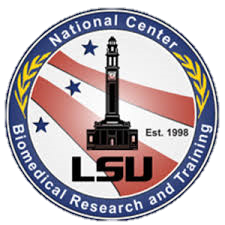 National Center
Est. 1998
LSU
Biomedical Research and Training